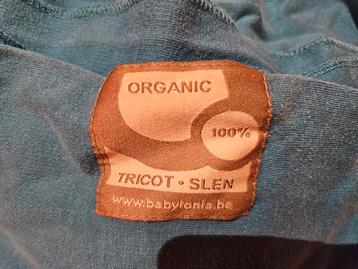 ORGANIC
100%
TRICOT • SLEN
www.babylonia.be